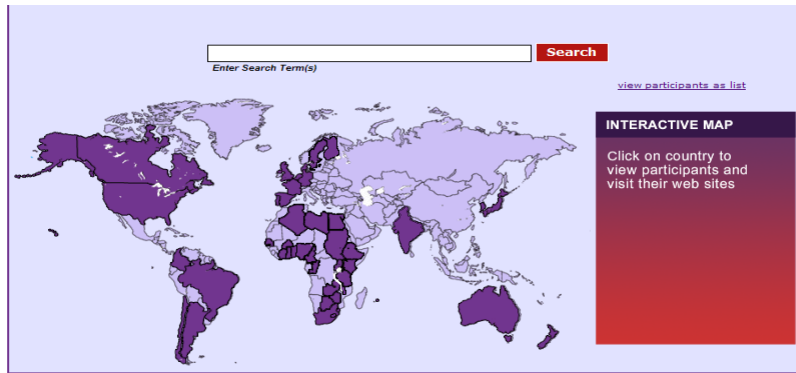 Search
Enter Search Term(s)
view participants as list
INTERACTIVE MAP
Click on country to
view participants and
visit their web sites